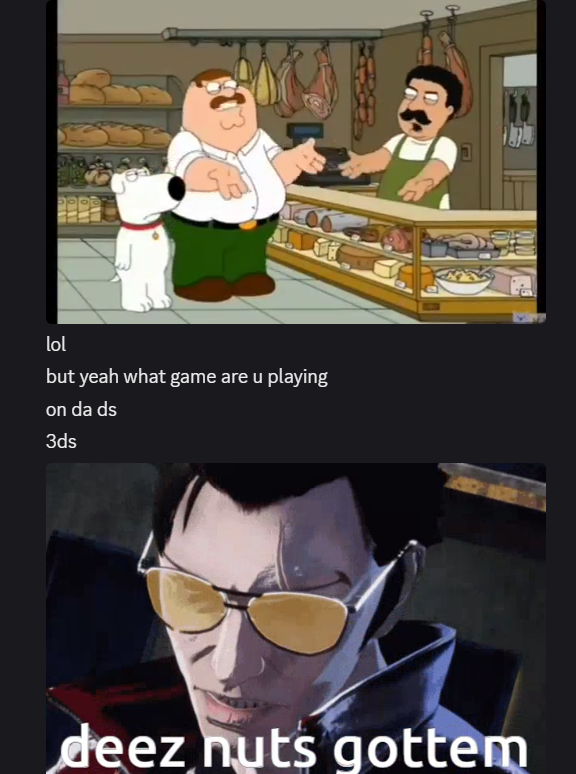 lol
but yeah what game are u playing
on da ds
3ds
deez nuts gottem